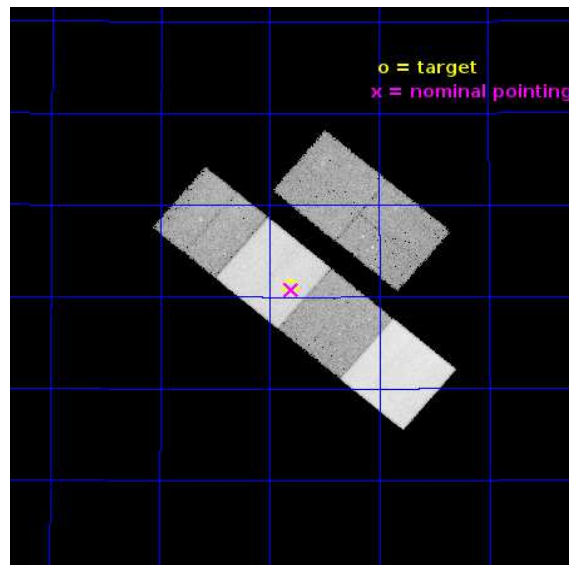 o = target
x = nominal pointing